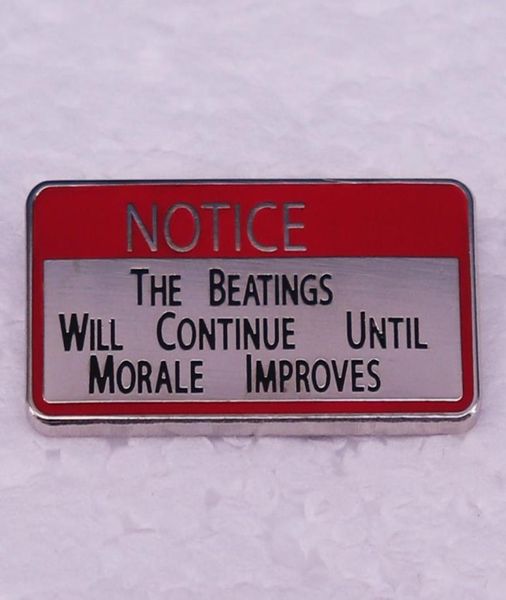 NOTICE
THE BEATINGS
WILL CONTINUE UNTIL
MORALE IMPROVES